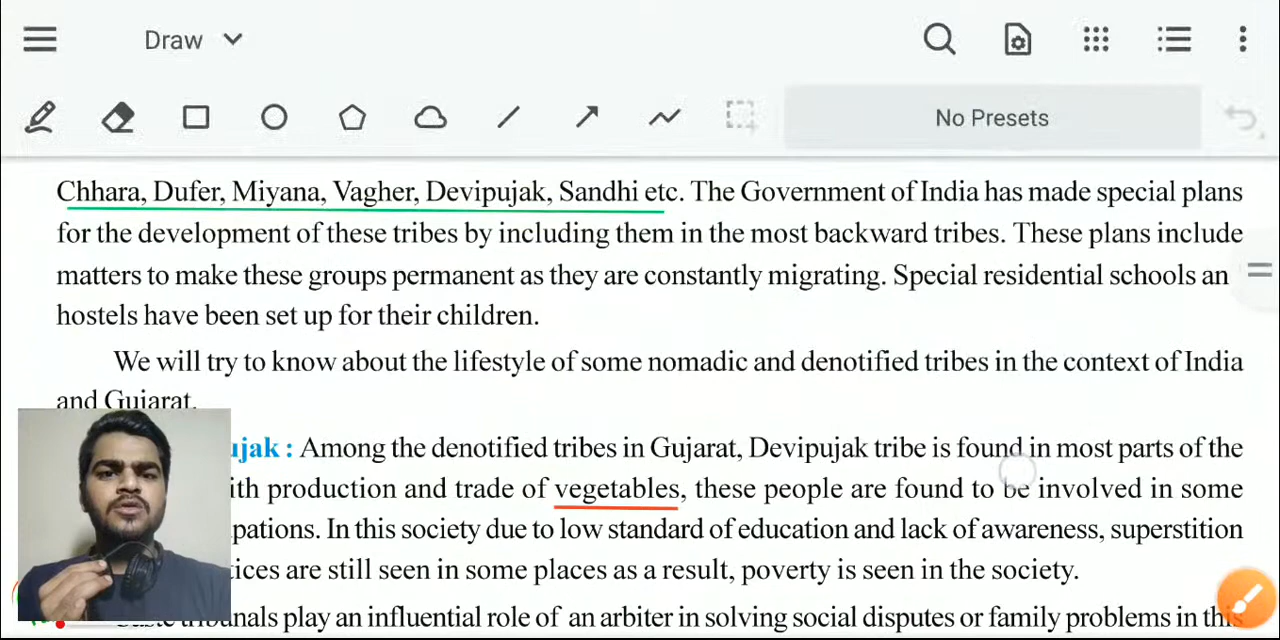 Draw
No Presets
Chhara, Dufer, Miyana, Vagher, Devipujak, Sandhi etc. The Government of India has made special plans
for the development of these tribes by including them in the most backward tribes. These plans include
matters to make these groups permanent as they are constantly migrating. Special residential schools an
hostels have been set up for their children.
We will try to know about the lifestyle of some nomadic and denotified tribes in the context of India
and Gujarat.
ujak : Among the denotified tribes in Gujarat, Devipujak tribe is found in most parts of the
ith production and trade of vegetables, these people are found to be involved in some
pations. In this society due to low standard of education and lack of awareness, superstition
tices are still seen in some places as a result, poverty is seen in the society.
tribunals play an influential role of an arbiter in solving social disputes or family problems in this